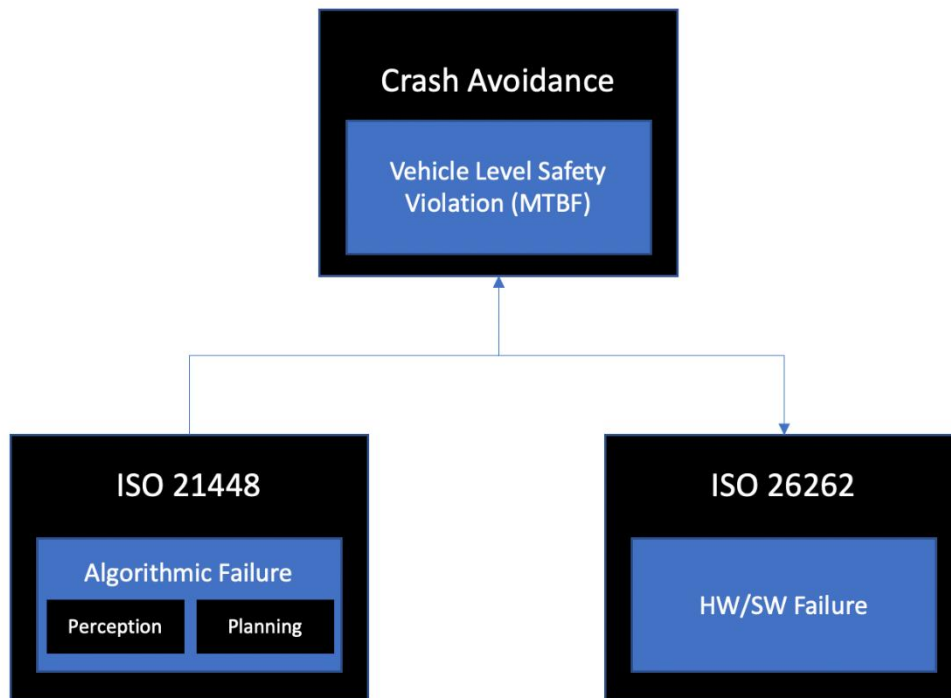 Crash Avoidance
Vehicle Level Safety
Violation (MTBF)
ISO 21448
Algorithmic Failure
Perception
Planning
ISO 26262
HW/SW Failure